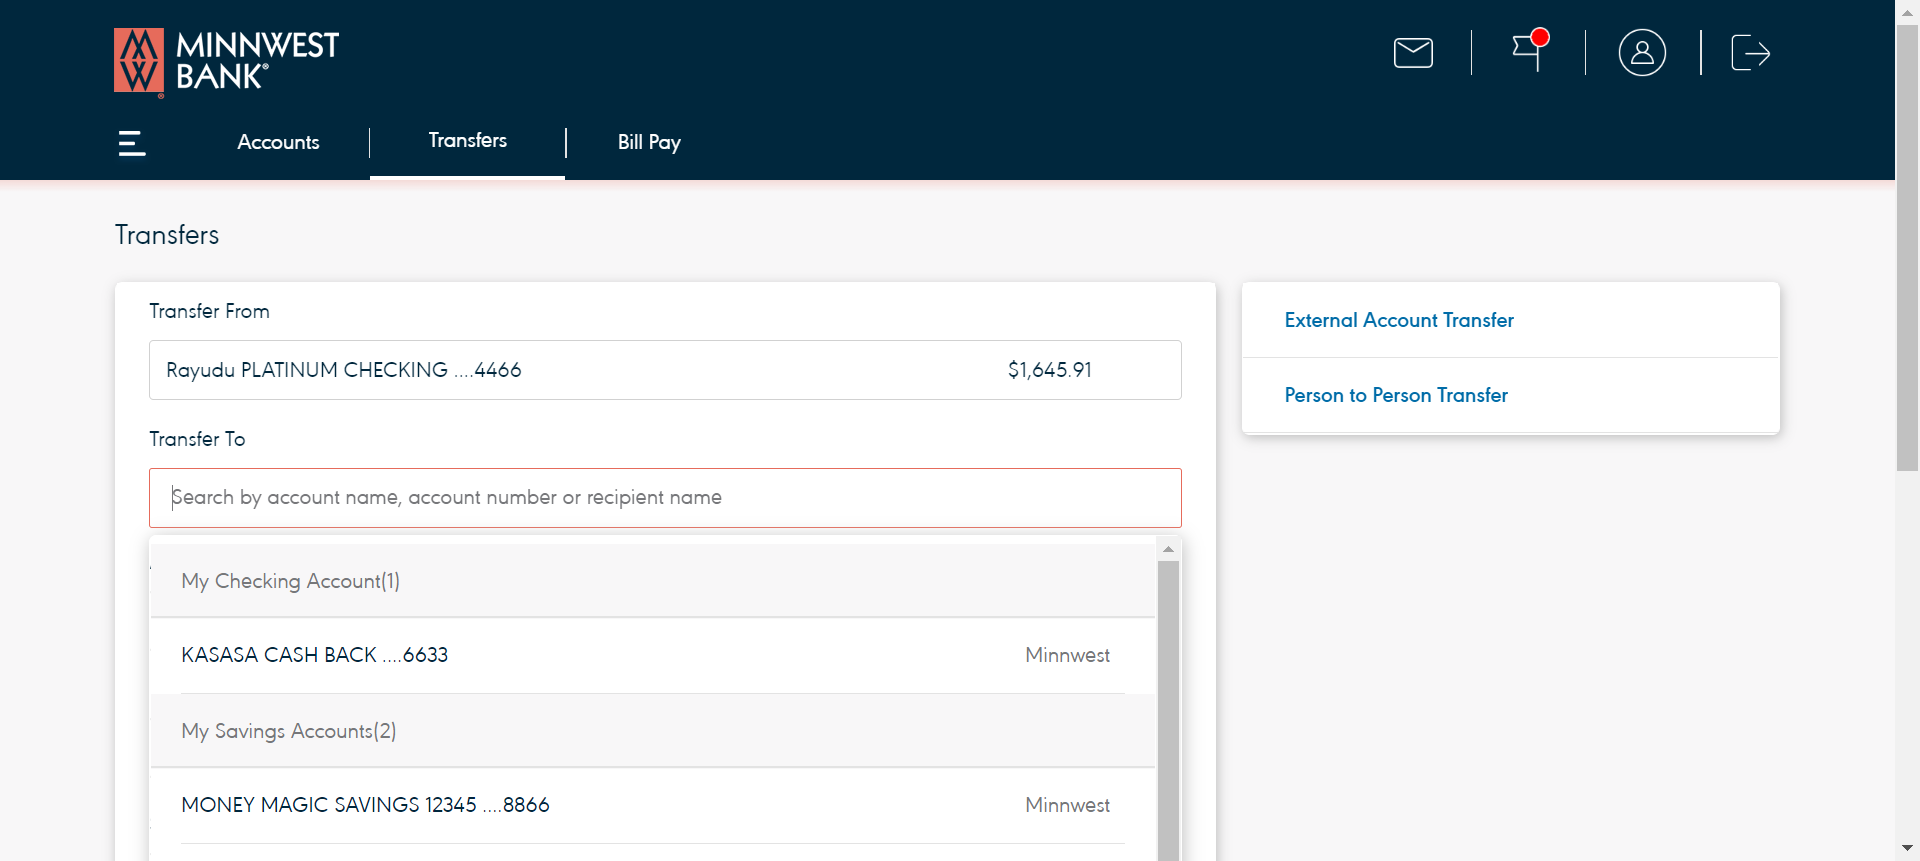 MINNWEST
BANK®
Accounts
Transfers
Bill Pay
Transfers
Transfer From
Rayudu PLATINUM CHECKING ....4466 $1,645.91
Transfer To
Search by account name, account number or recipient name
My Checking Account(1)
KASASA CASH BACK ....6633 Minnwest
My Savings Accounts(2)
MONEY MAGIC SAVINGS 12345 ....8866 Minnwest
External Account Transfer
Person to Person Transfer